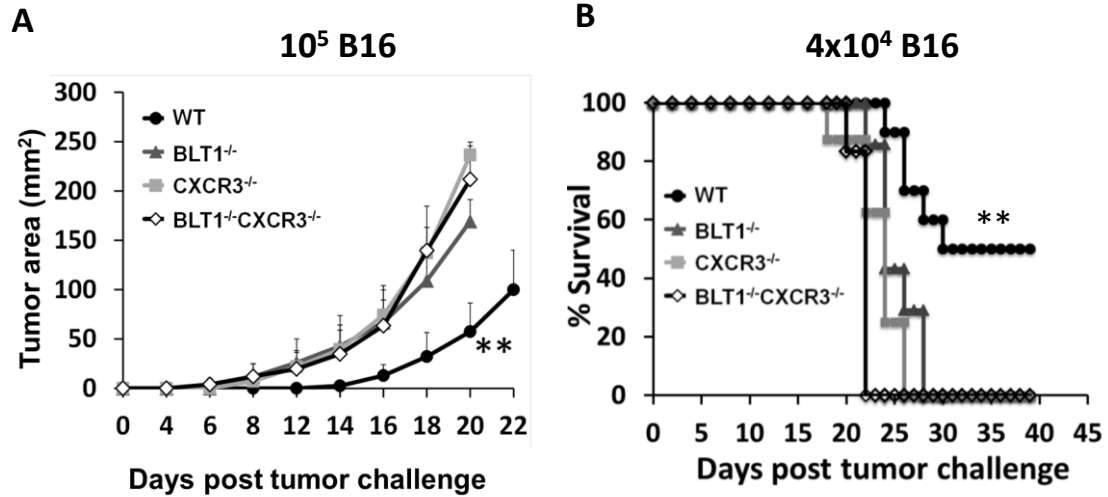 A
10⁵ B16
Tumor area (mm²)
300
250
200
150
100
50
0
WT
BLT1⁻/⁻
CXCR3⁻/⁻
BLT1⁻/⁻CXCR3⁻/⁻
**
0 4 6 8 12 14 16 18 20 22
Days post tumor challenge
B
4x10⁴ B16
% Survival
100
80
60
40
20
0
WT
BLT1⁻/⁻
CXCR3⁻/⁻
BLT1⁻/⁻CXCR3⁻/⁻
**
0 5 10 15 20 25 30 35 40 45
Days post tumor challenge